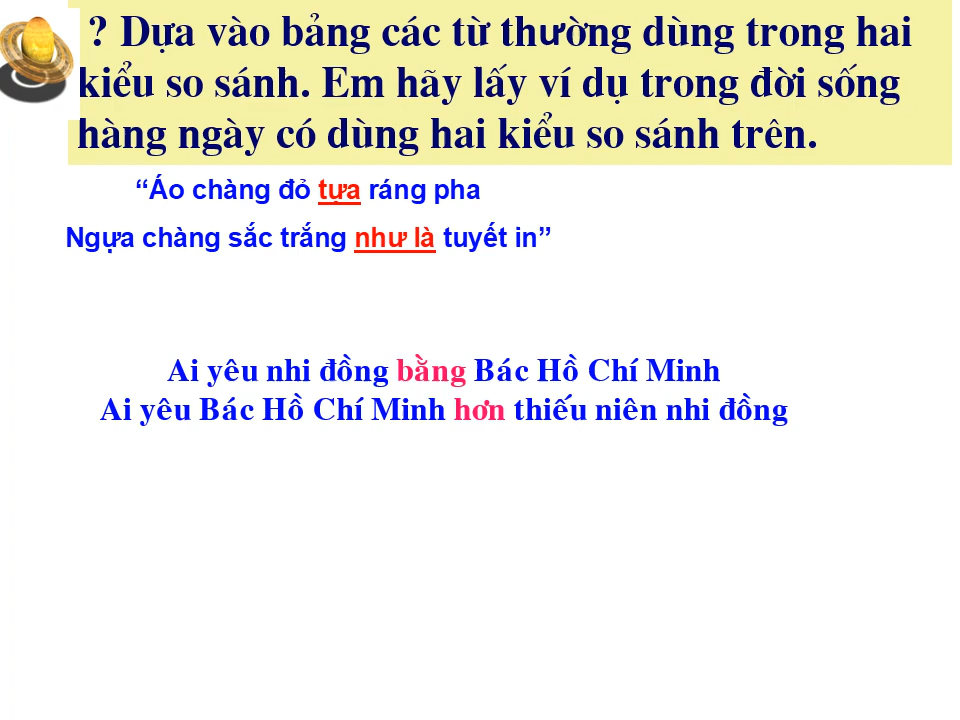 ? Dựa vào bảng các từ thường dùng trong hai
kiểu so sánh. Em hãy lấy ví dụ trong đời sống
hàng ngày có dùng hai kiểu so sánh trên.
“Áo chàng đỏ tựa ráng pha
Ngựa chàng sắc trắng như là tuyết in”
Ai yêu nhi đồng bằng Bác Hồ Chí Minh
Ai yêu Bác Hồ Chí Minh hơn thiếu niên nhi đồng